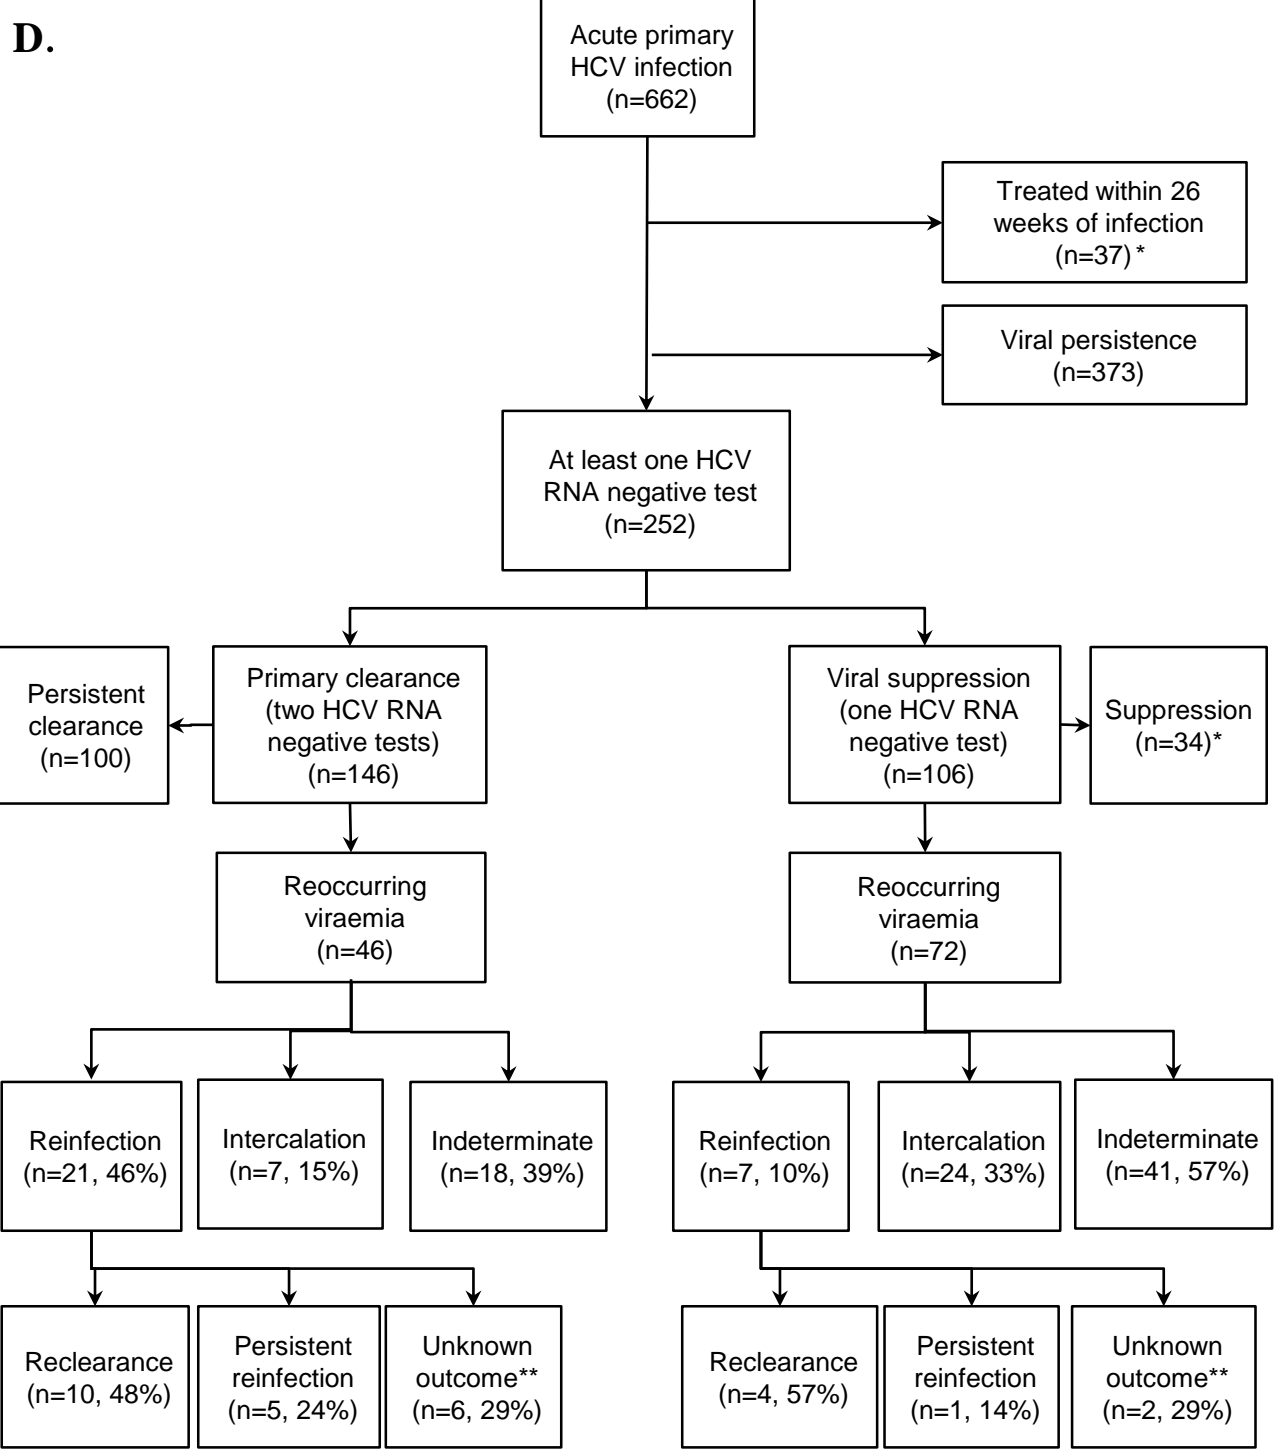 D.
Acute primary
HCV infection
(n=662)
Treated within 26
weeks of infection
(n=37)*
Viral persistence
(n=373)
At least one HCV
RNA negative test
(n=252)
Persistent
clearance
(n=100)
Primary clearance
(two HCV RNA
negative tests)
(n=146)
Viral suppression
(one HCV RNA
negative test)
(n=106)
Suppression
(n=34)*
Reoccurring
viraemia
(n=46)
Reoccurring
viraemia
(n=72)
Reinfection
(n=21, 46%)
Intercalation
(n=7, 15%)
Indeterminate
(n=18, 39%)
Reinfection
(n=7, 10%)
Intercalation
(n=24, 33%)
Indeterminate
(n=41, 57%)
Reclearance
(n=10, 48%)
Persistent
reinfection
(n=5, 24%)
Unknown
outcome**
(n=6, 29%)
Reclearance
(n=4, 57%)
Persistent
reinfection
(n=1, 14%)
Unknown
outcome**
(n=2, 29%)